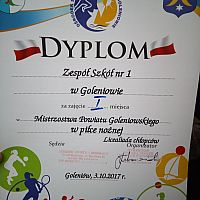 DYPLOM
Zespół Szkół nr 1
w Goleniowie
za zajęcie I miejsca
w
Mistrzostwa Powiatu Goleniowskiego
w piłce nożnej
Licealiada chłopców
Sędzia Organizator
Goleniów, 3.10.2017 r.